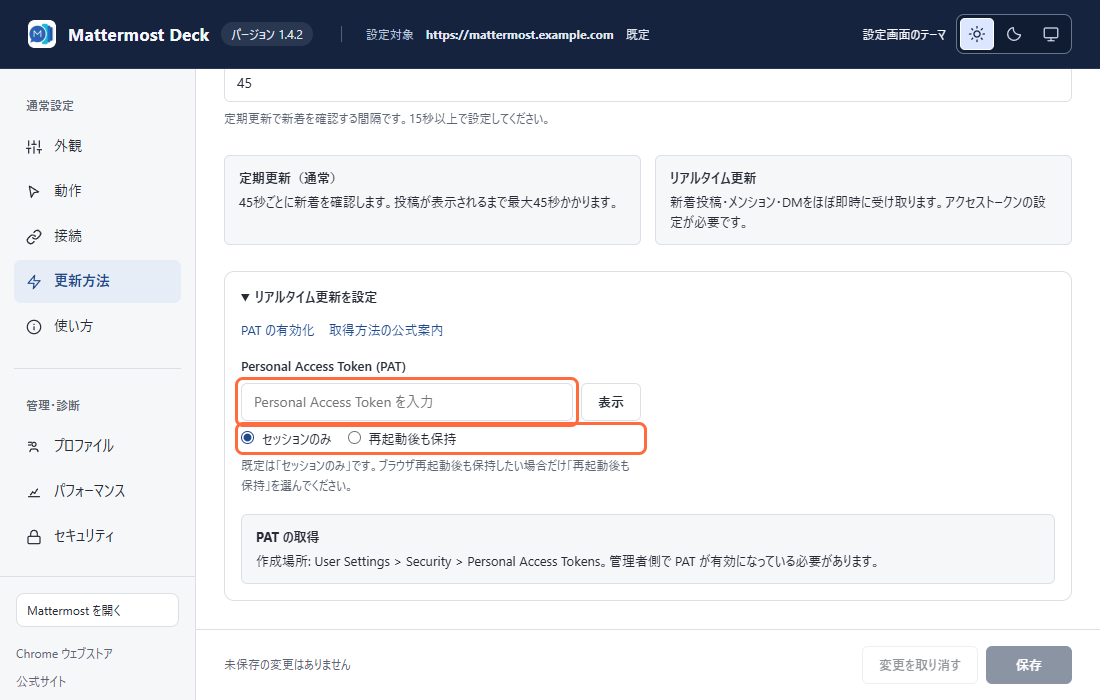 Mattermost Deck バージョン 1.4.2 設定対象 https://mattermost.example.com 既定 設定画面のテーマ
通常設定
外観
動作
接続
更新方法
使い方
管理・診断
プロファイル
パフォーマンス
セキュリティ
Mattermost を開く
Chrome ウェブストア
公式サイト
45
定期更新で新着を確認する間隔です。15秒以上で設定してください。
定期更新（通常）
45秒ごとに新着を確認します。投稿が表示されるまで最大45秒かかります。
リアルタイム更新
新着投稿・メンション・DMをほぼ即時に受け取ります。アクセストークンの設
定が必要です。
▼ リアルタイム更新を設定
PAT の有効化 取得方法の公式案内
Personal Access Token (PAT)
Personal Access Token を入力 表示
セッションのみ 再起動後も保持
既定は「セッションのみ」です。ブラウザ再起動後も保持したい場合だけ「再起動後も
保持」を選んでください。
PAT の取得
作成場所: User Settings > Security > Personal Access Tokens。管理者側で PAT が有効になっている必要があります。
未保存の変更はありません 変更を取り消す 保存